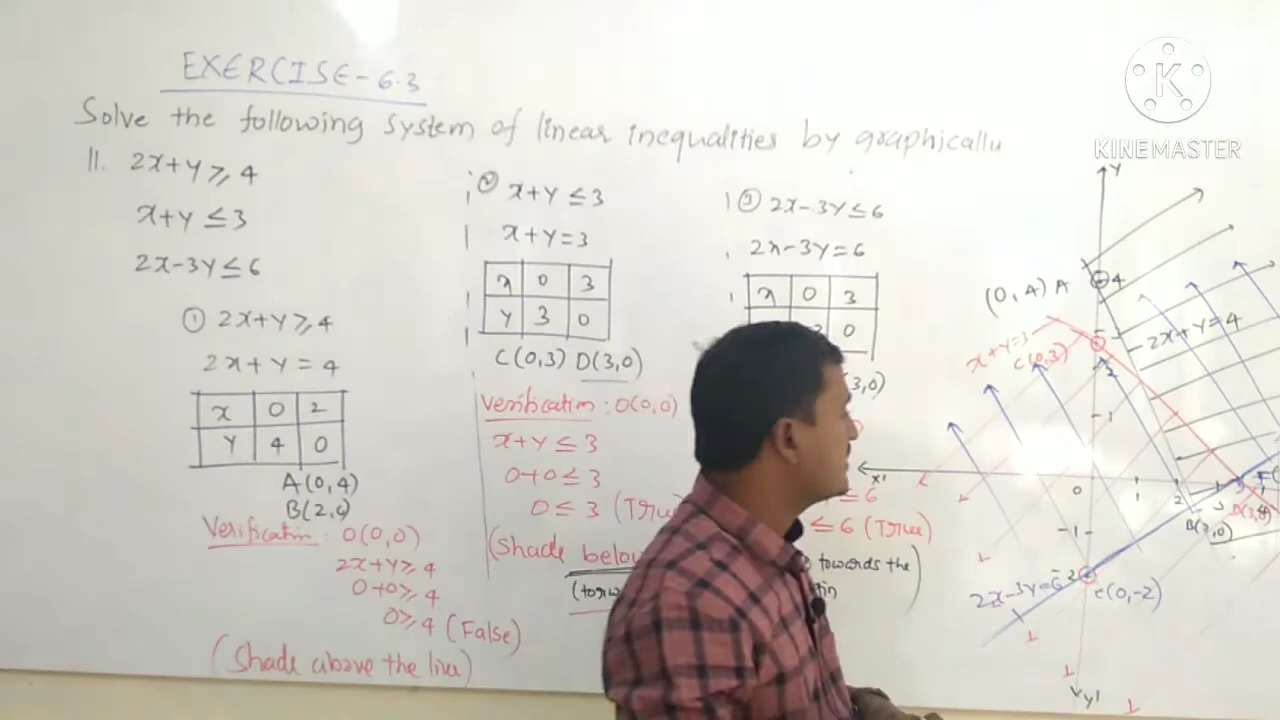 EXERCISE-6.3
Solve the following system of linear inequalities by graphically
11. 2x+y≥4
x+y≤3
2x-3y≤6
① 2x+y≥4
2x+y=4
x 0 2
y 4 0
A(0,4)
B(2,0)
Verification: O(0,0)
2x+y≥4
0+0≥4
0≥4 (False)
(Shade above the line)
② x+y≤3
x+y=3
x 0 3
y 3 0
C(0,3) D(3,0)
Verification: O(0,0)
x+y≤3
0+0≤3
0≤3 (True)
(Shade below
③ 2x-3y≤6
2x-3y=6
x 0 3
0
3,0)
≤6
≤6 (True)
towards the
KINEMASTER
Y
4
(0,4) A
3
2x+y=4
x+y=3
C(0,3)
2
1
X'
0
1
2
3
D(3,0)
B(2,0)
-1
-2
2x-3y=6
e(0,-2)
Y'